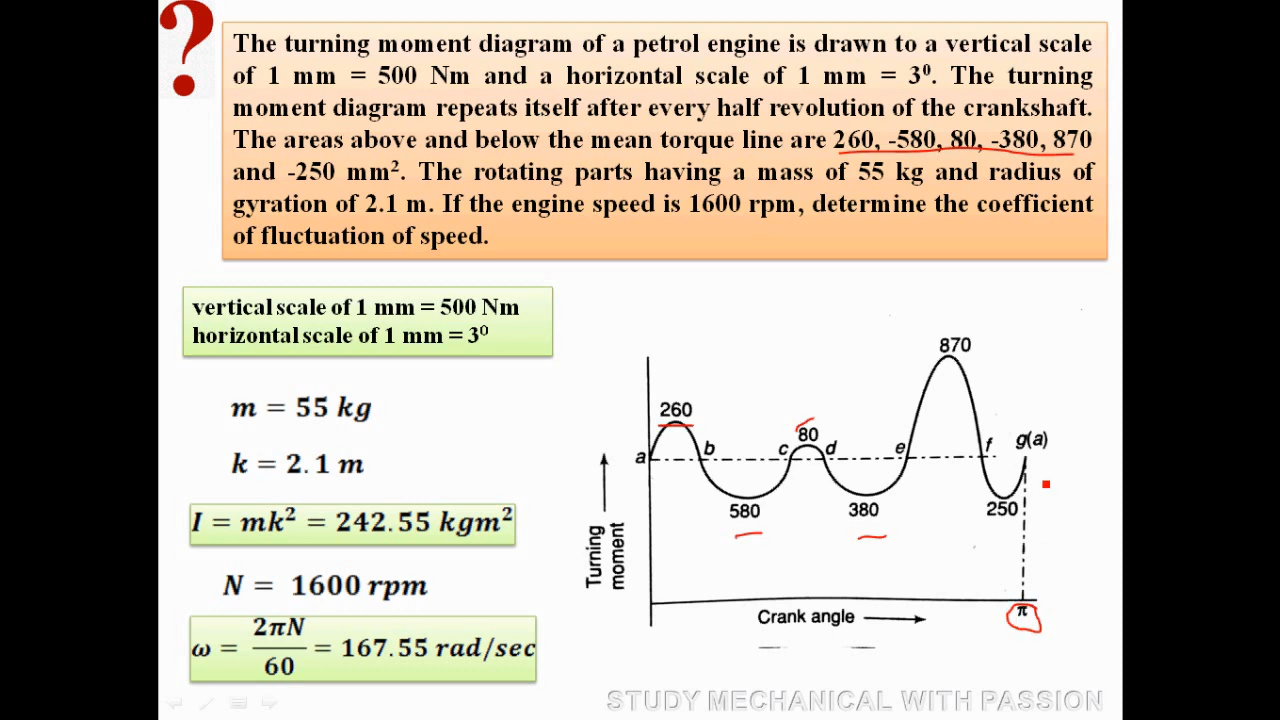 ?
The turning moment diagram of a petrol engine is drawn to a vertical scale
of 1 mm = 500 Nm and a horizontal scale of 1 mm = 3⁰. The turning
moment diagram repeats itself after every half revolution of the crankshaft.
The areas above and below the mean torque line are 260, -580, 80, -380, 870
and -250 mm². The rotating parts having a mass of 55 kg and radius of
gyration of 2.1 m. If the engine speed is 1600 rpm, determine the coefficient
of fluctuation of speed.
vertical scale of 1 mm = 500 Nm
horizontal scale of 1 mm = 3⁰
m = 55 kg
k = 2.1 m
I = mk² = 242.55 kgm²
N = 1600 rpm
ω = 2πN/60 = 167.55 rad/sec
870
260
80
a
b
c
d
e
f
g(a)
580
380
250
Turning
moment
Crank angle
π
STUDY MECHANICAL WITH PASSION